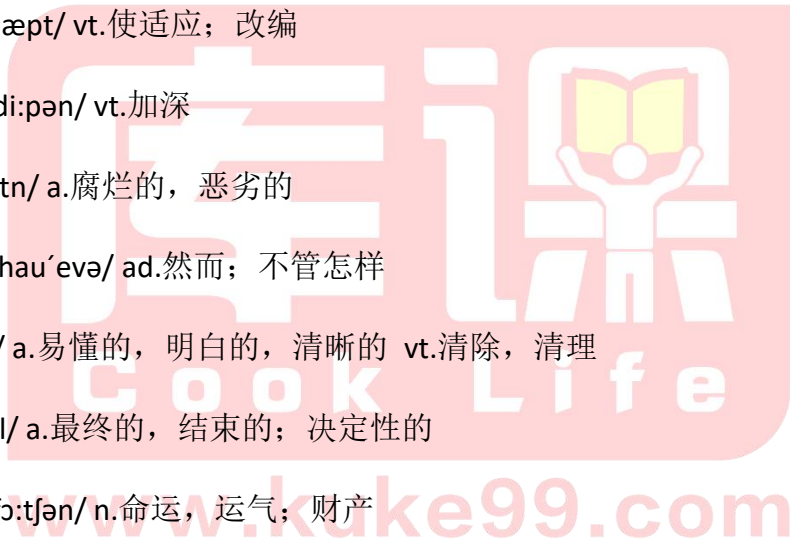 æpt/ vt.使适应；改编
di:pən/ vt.加深
tn/ a.腐烂的，恶劣的
hau´evə/ ad.然而；不管怎样
/ a.易懂的，明白的，清晰的 vt.清除，清理
l/ a.最终的，结束的；决定性的
ɔ:tʃən/ n.命运，运气；财产
库课
Cook Life
www.kuke99.com